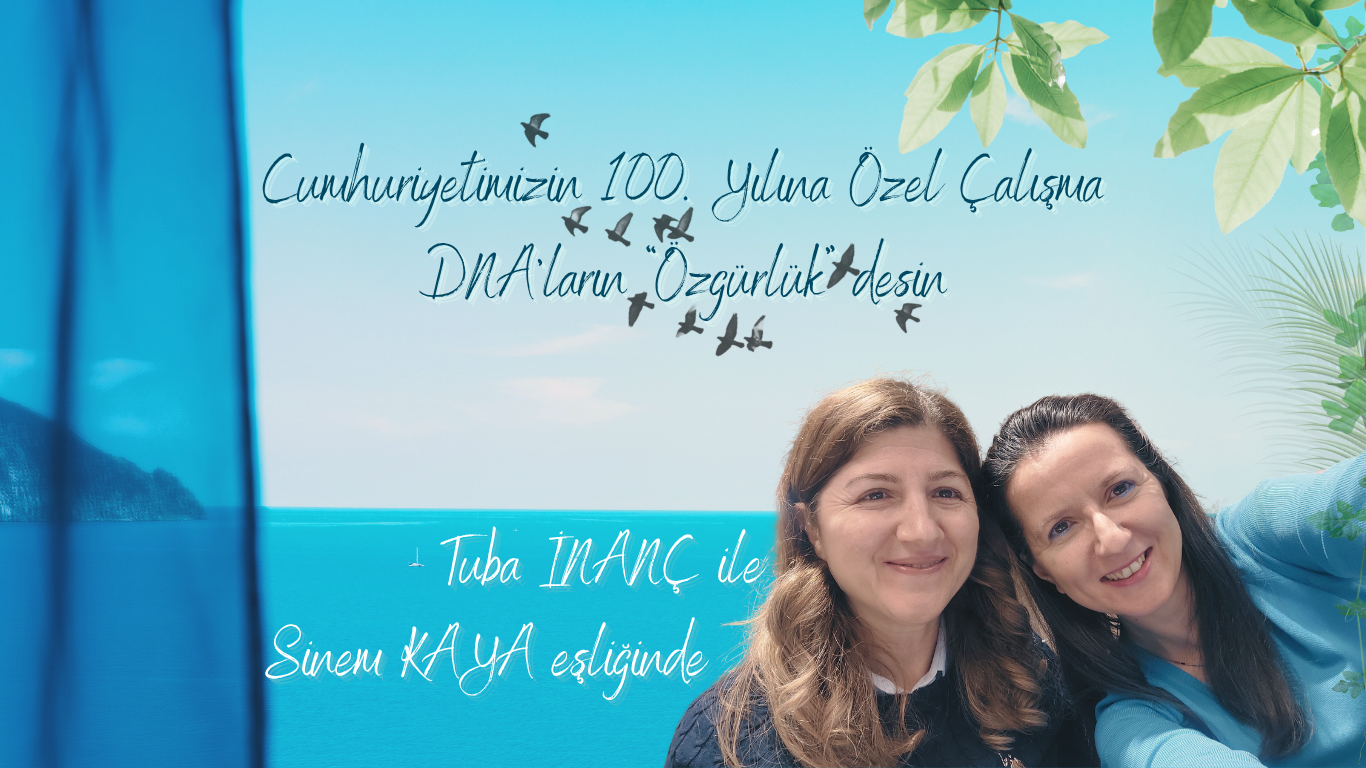 Cumhuriyetimizin 100. Yılına Özel Çalışma
DNA'ların "Özgürlük" desin
Tuba İNANÇ ile
Sinem KAYA eşliğinde